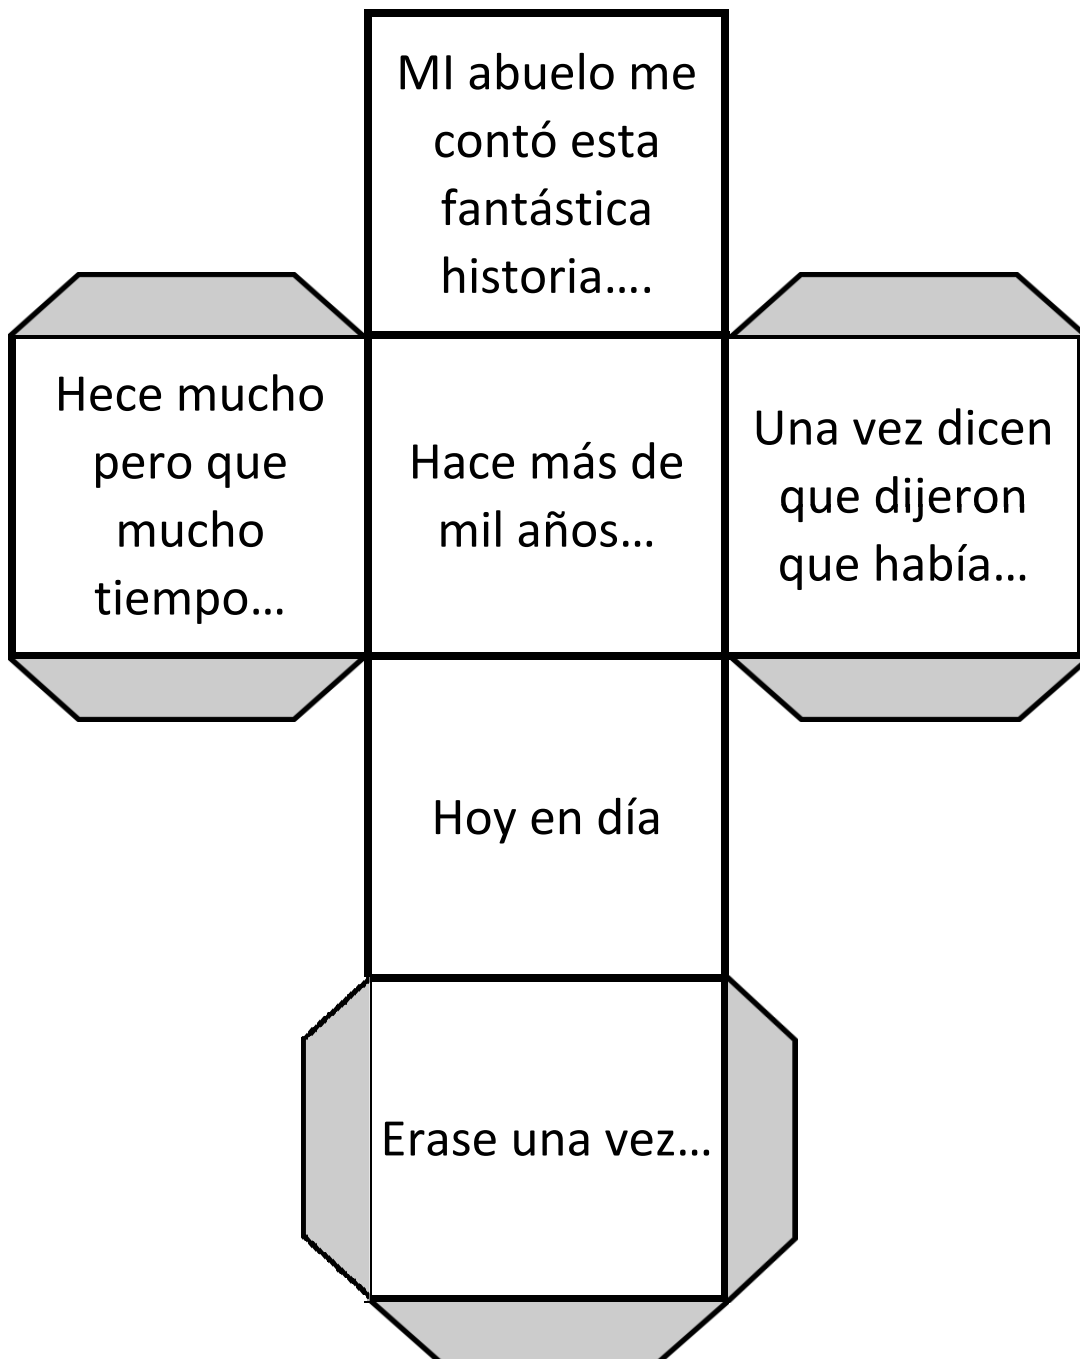 MI abuelo me
contó esta
fantástica
historia....
Hece mucho
pero que
mucho
tiempo...
Hace más de
mil años...
Una vez dicen
que dijeron
que había...
Hoy en día
Erase una vez...